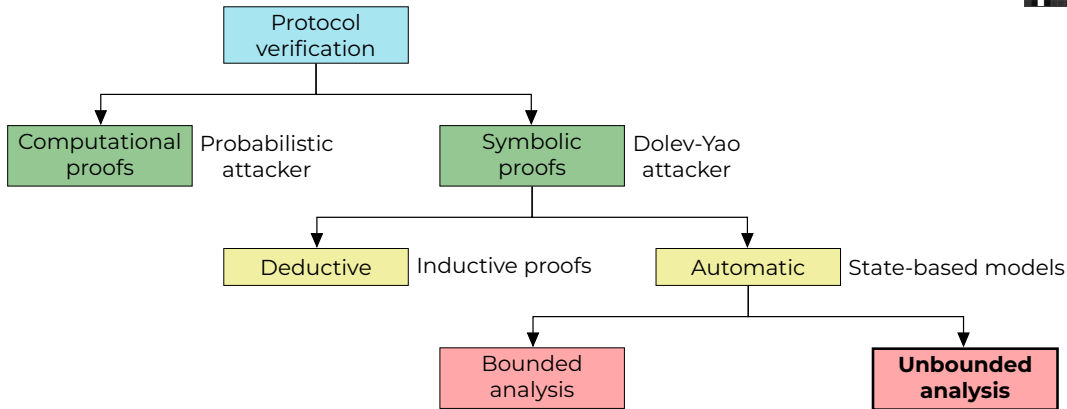 Protocol
verification
Computational
proofs
Probabilistic
attacker
Symbolic
proofs
Dolev-Yao
attacker
Deductive
Inductive proofs
Automatic
State-based models
Bounded
analysis
Unbounded
analysis